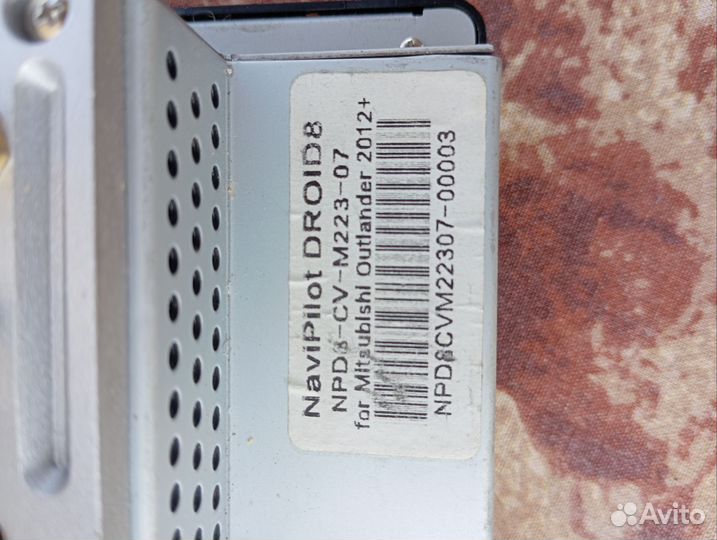 NaviPilot DROID8
NPD8-CV-M223-07
for Mitsubishi Outlander 2012+
NPD8CVM22307-00003
Avito